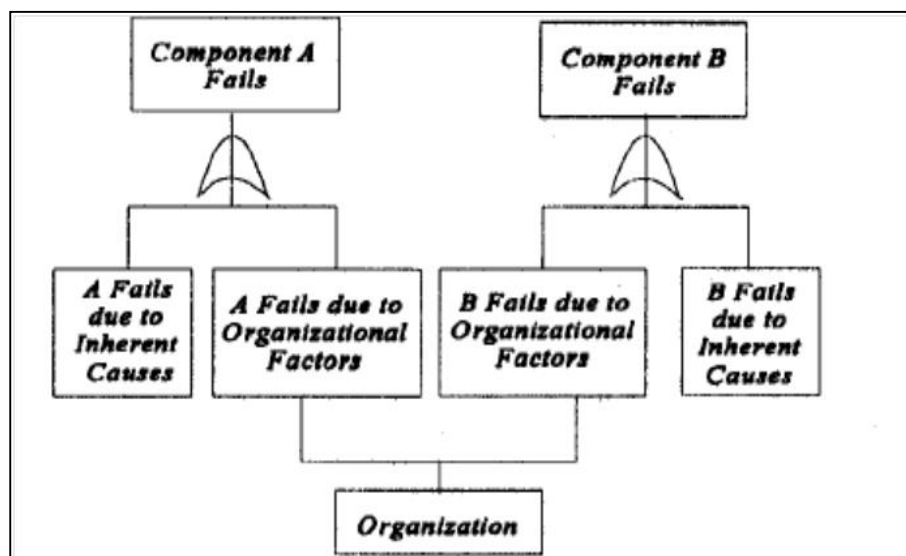 Component A
Fails
Component B
Fails
A Fails
due to
Inherent
Causes
A Fails due to
Organizational
Factors
B Fails due to
Organizational
Factors
B Fails
due to
Inherent
Causes
Organization